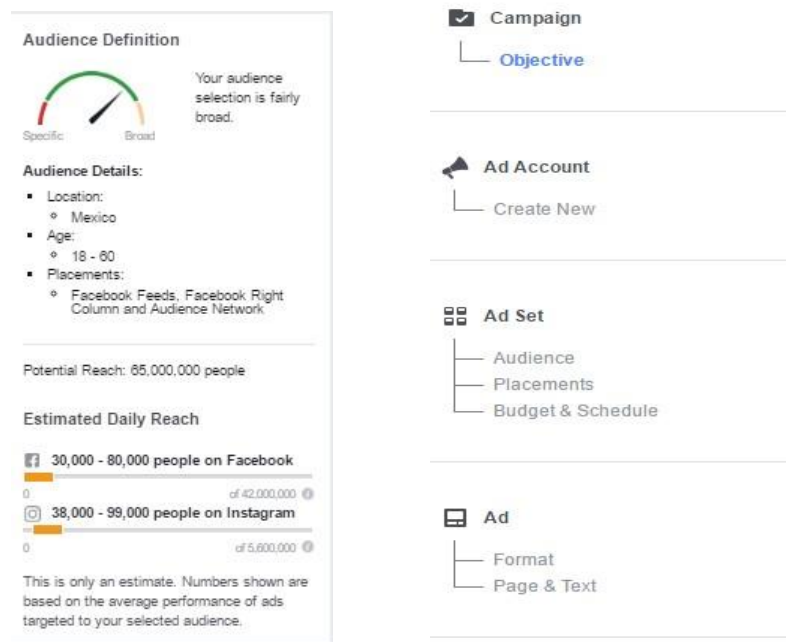 Audience Definition
Your audience
selection is fairly
broad.
Specific
Broad
Audience Details:
Location:
Mexico
Age:
18 - 60
Placements:
Facebook Feeds, Facebook Right
Column and Audience Network
Potential Reach: 65,000,000 people
Estimated Daily Reach
30,000 - 80,000 people on Facebook
0
of 42,000,000
38,000 - 99,000 people on Instagram
0
of 5,600,000
This is only an estimate. Numbers shown are
based on the average performance of ads
targeted to your selected audience.
Campaign
Objective
Ad Account
Create New
Ad Set
Audience
Placements
Budget & Schedule
Ad
Format
Page & Text